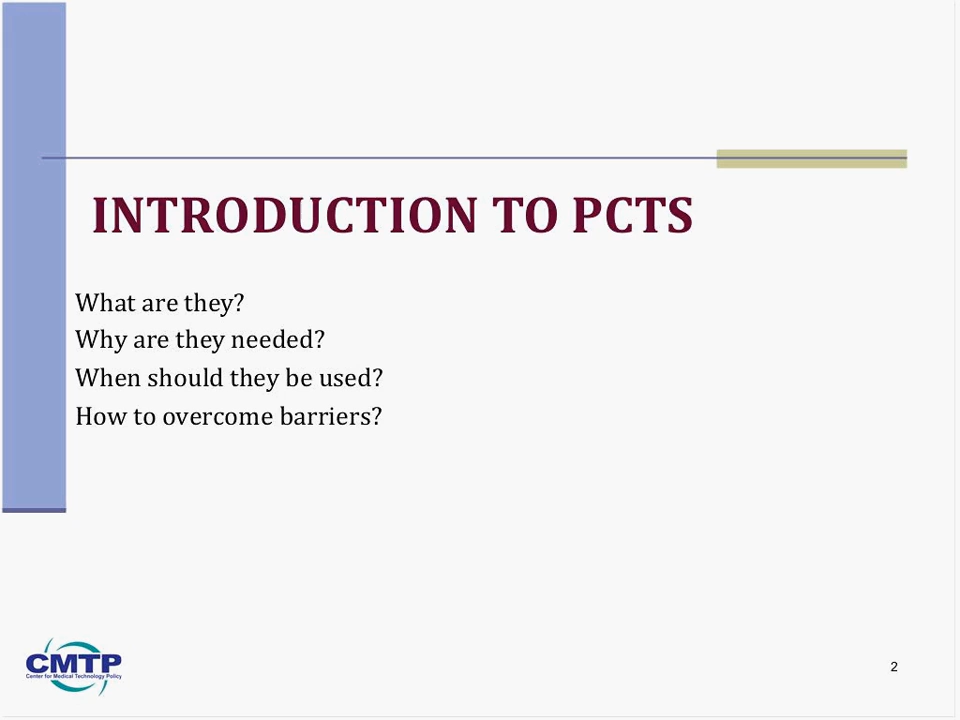 INTRODUCTION TO PCTS
What are they?
Why are they needed?
When should they be used?
How to overcome barriers?
CMTP
Center for Medical Technology Policy
2